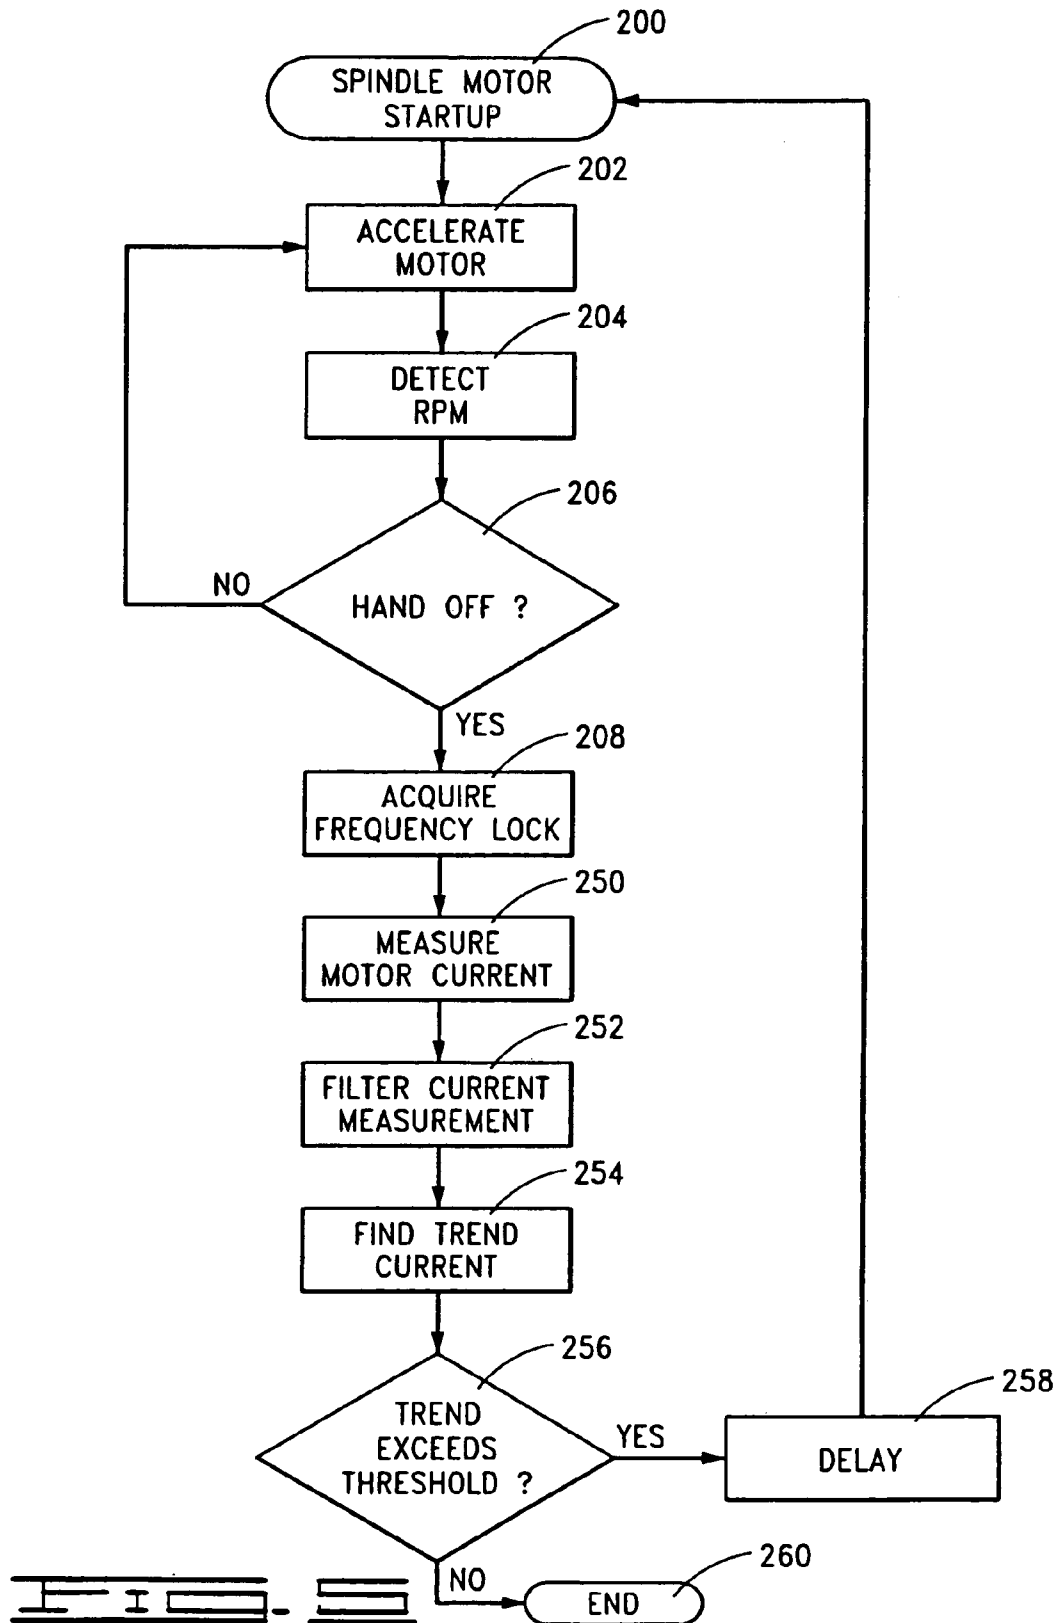 200
SPINDLE MOTOR
STARTUP
202
ACCELERATE
MOTOR
204
DETECT
RPM
206
HAND OFF ?
NO
YES
208
ACQUIRE
FREQUENCY LOCK
250
MEASURE
MOTOR CURRENT
252
FILTER CURRENT
MEASUREMENT
254
FIND TREND
CURRENT
256
TREND
EXCEEDS
THRESHOLD ?
YES
258
DELAY
NO
260
END